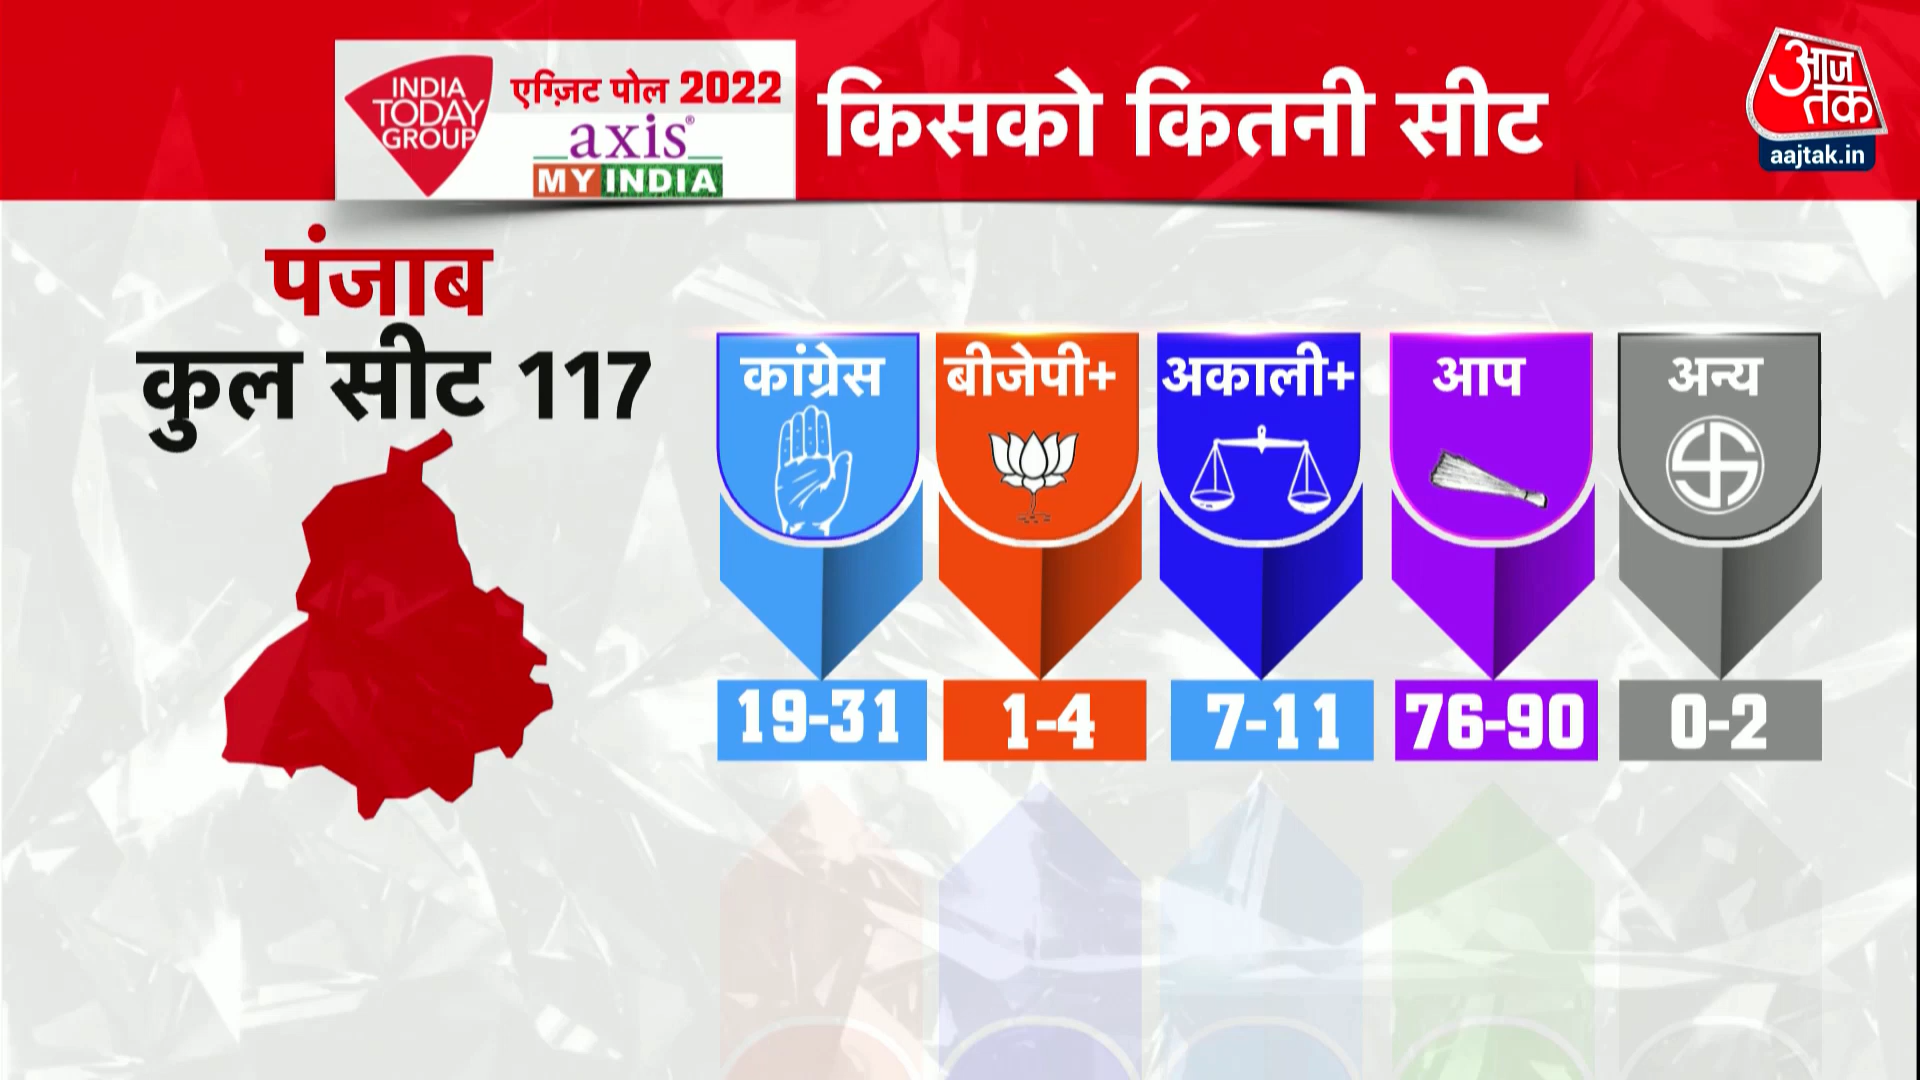 INDIA
TODAY
GROUP
एग्ज़िट पोल 2022
axis®
MY INDIA
किसको कितनी सीट
आज
तक
aajtak.in
पंजाब
कुल सीट 117
कांग्रेस
बीजेपी+
अकाली+
आप
अन्य
19-31
1-4
7-11
76-90
0-2